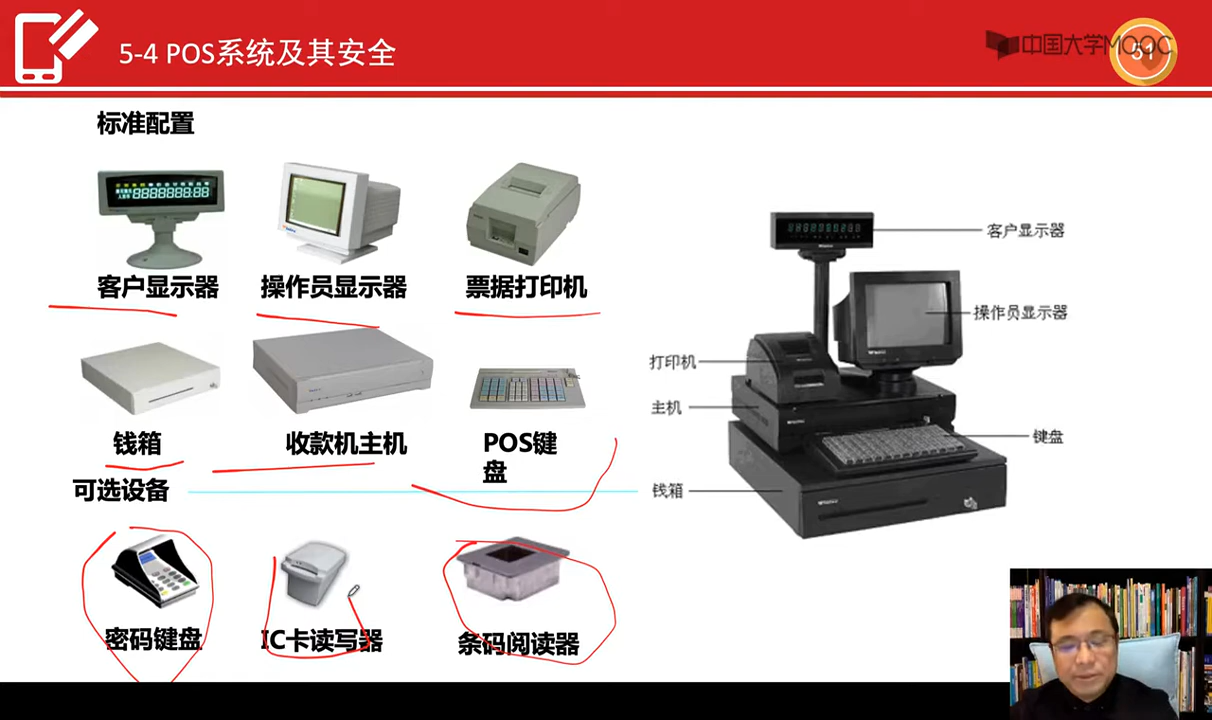 5-4 POS系统及其安全
中国大学MOOC
51
标准配置
客户显示器
操作员显示器
票据打印机
钱箱
收款机主机
POS键
盘
可选设备
密码键盘
IC卡读写器
条码阅读器
客户显示器
操作员显示器
打印机
主机
键盘
钱箱